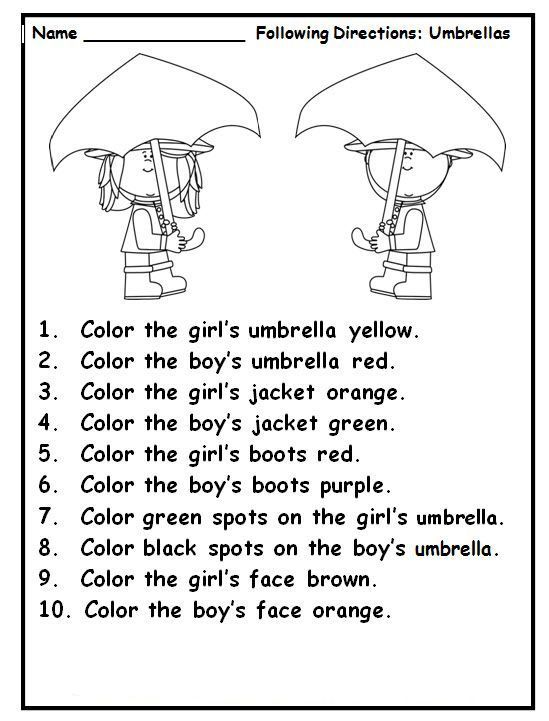 Name _______________ Following Directions: Umbrellas
1. Color the girl's umbrella yellow.
2. Color the boy's umbrella red.
3. Color the girl's jacket orange.
4. Color the boy's jacket green.
5. Color the girl's boots red.
6. Color the boy's boots purple.
7. Color green spots on the girl's umbrella.
8. Color black spots on the boy's umbrella.
9. Color the girl's face brown.
10. Color the boy's face orange.